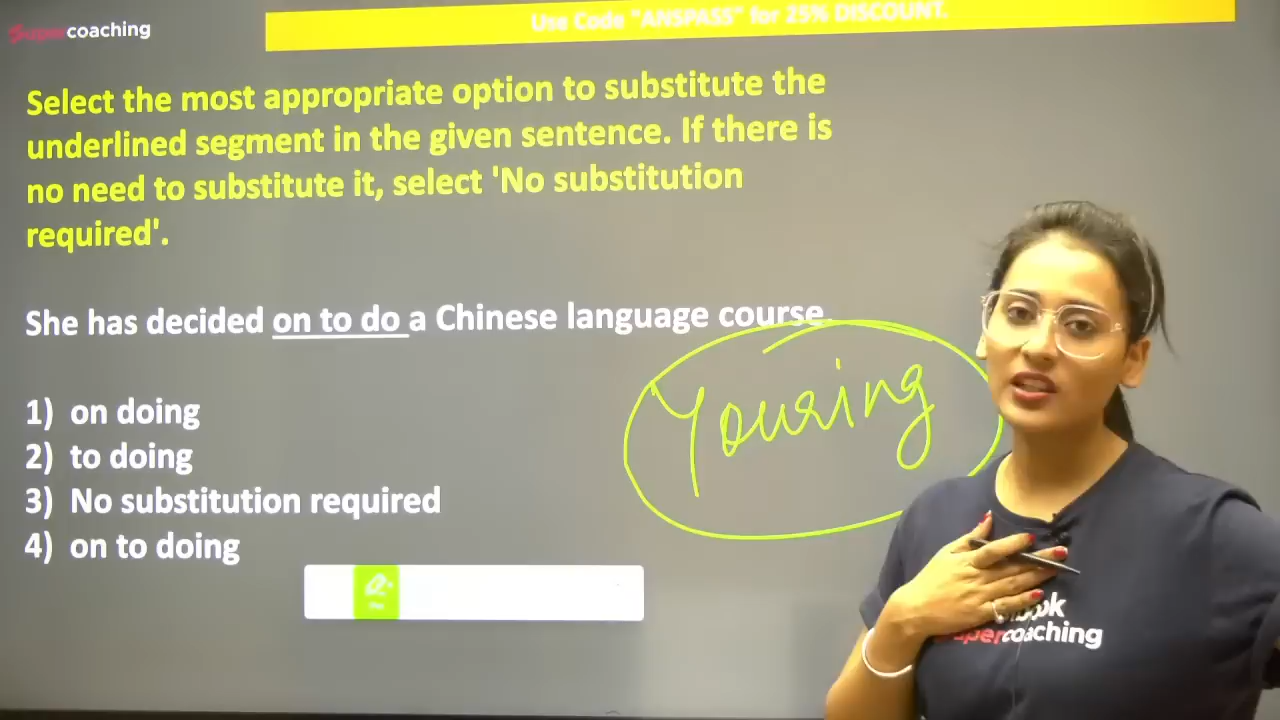 Supercoaching
Use Code "ANSPASS" for 25% DISCOUNT.
Select the most appropriate option to substitute the
underlined segment in the given sentence. If there is
no need to substitute it, select 'No substitution
required'.
She has decided on to do a Chinese language course.
1) on doing
2) to doing
3) No substitution required
4) on to doing
Youring
supercoaching